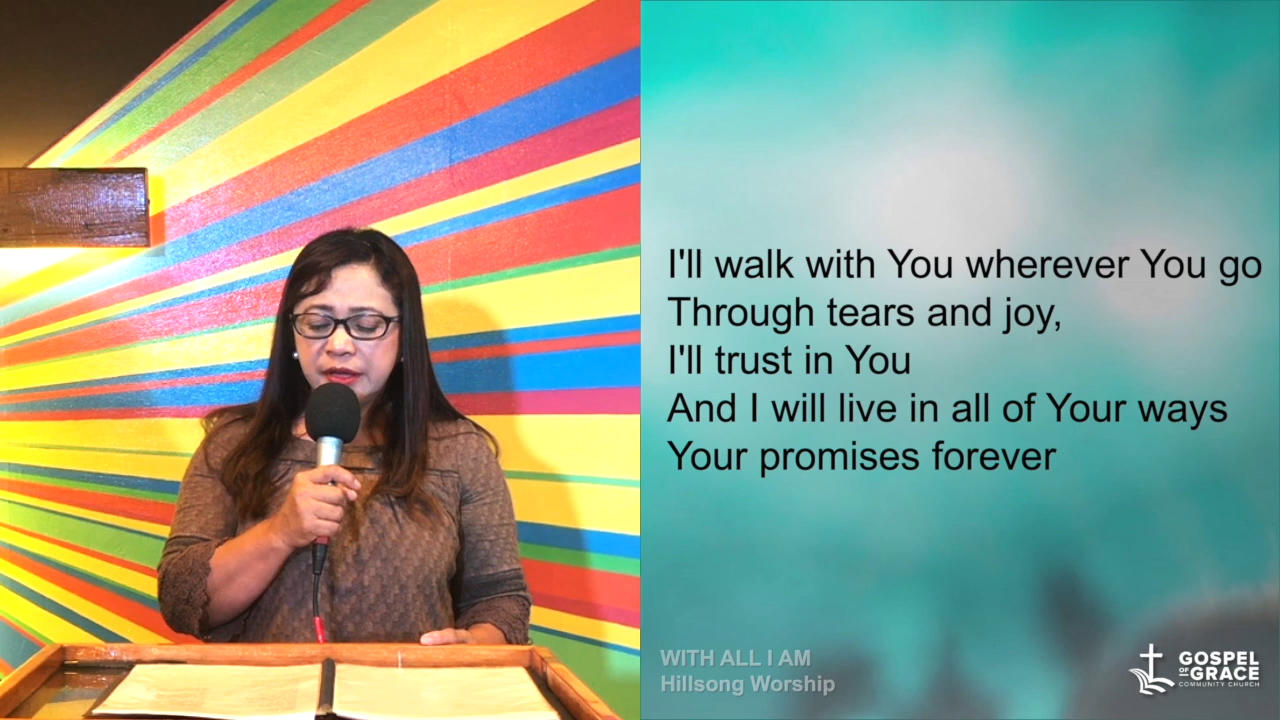 I'll walk with You wherever You go
Through tears and joy,
I'll trust in You
And I will live in all of Your ways
Your promises forever
WITH ALL I AM
Hillsong Worship
GOSPEL
OF GRACE
COMMUNITY CHURCH